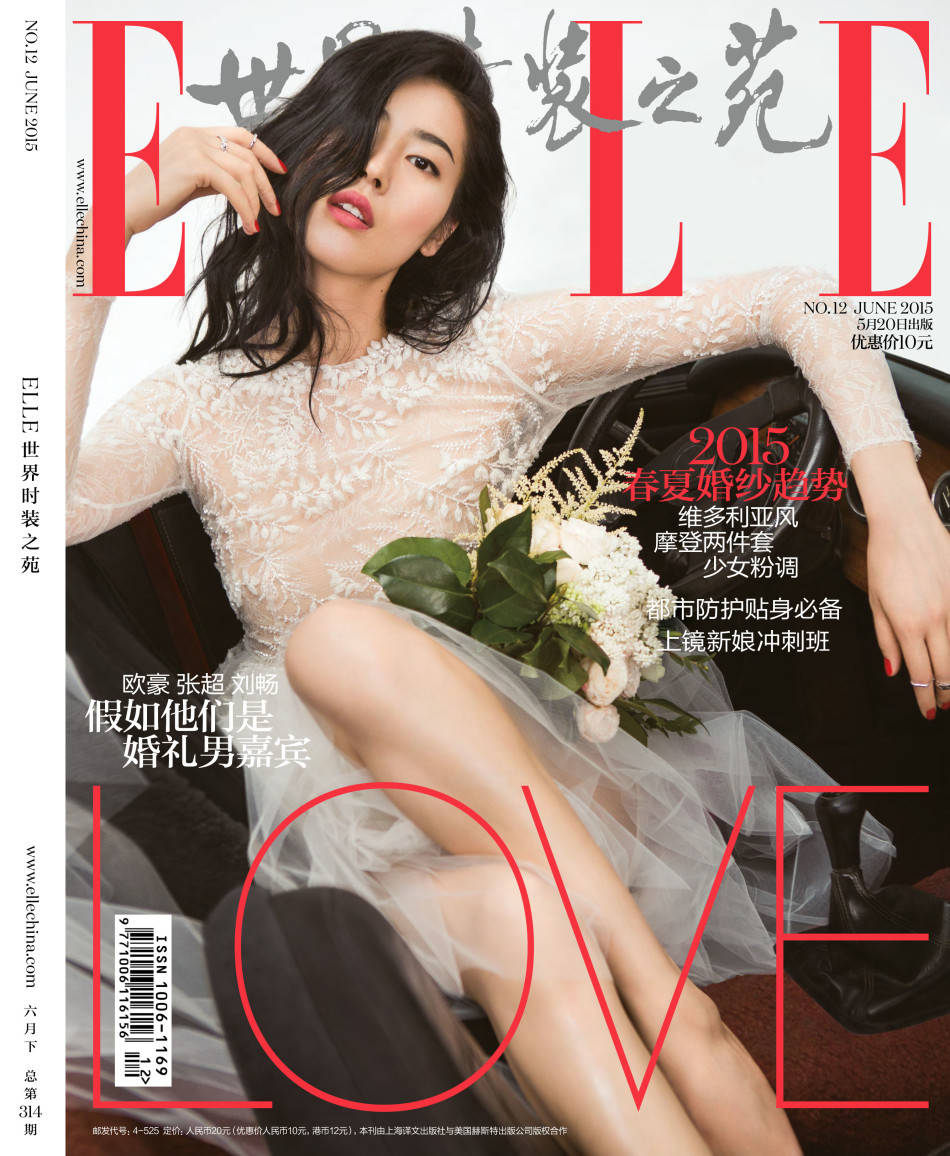 NO.12 JUNE 2015
ELLE 世界时装之苑
www.ellechina.com
六月下 总第314期
ELLE
世界时装之苑
www.ellechina.com
NO.12 JUNE 2015
5月20日出版
优惠价10元
2015
春夏婚纱趋势
维多利亚风
摩登两件套
少女粉调
都市防护贴身必备
上镜新娘冲刺班
欧豪 张超 刘畅
假如他们是
婚礼男嘉宾
LOVE
ISSN 1006-1169
9 771006 116156
12>
邮发代号：4-525 定价：人民币20元（优惠价人民币10元，港币12元），本刊由上海译文出版社与美国赫斯特出版公司版权合作